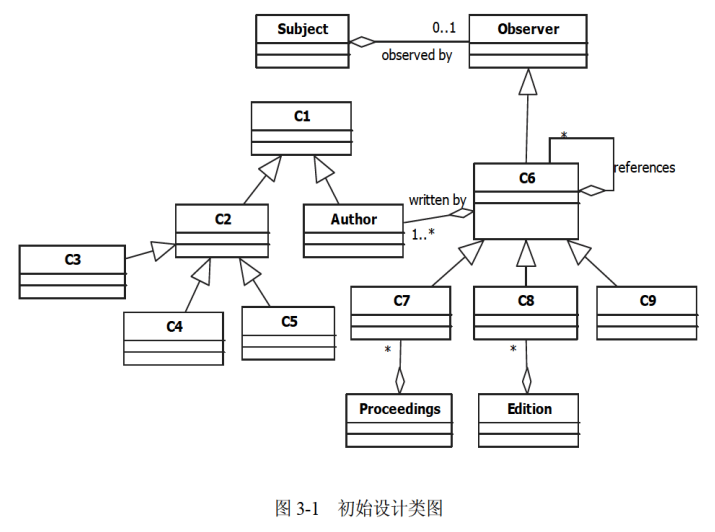 Subject
0..1
Observer
observed by
C1
*
references
C6
written by
C2
Author
1..*
C3
C7
C8
C9
C4
C5
*
*
Proceedings
Edition
图 3-1 初始设计类图